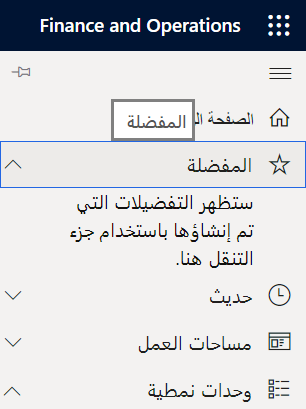 Finance and Operations
الصفحة
المفضلة
المفضلة
ستظهر التفضيلات التي
تم إنشاؤها باستخدام جزء
التنقل هنا.
حديث
مساحات العمل
وحدات نمطية